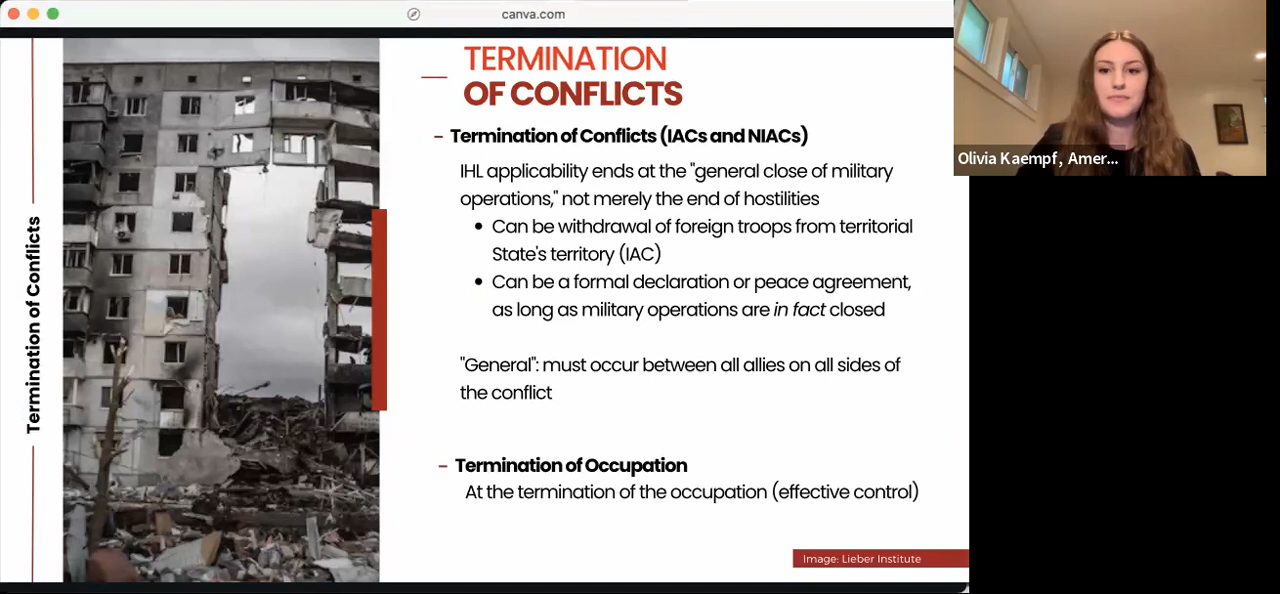 canva.com
Termination of Conflicts
TERMINATION
OF CONFLICTS
– Termination of Conflicts (IACs and NIACs)
IHL applicability ends at the "general close of military
operations," not merely the end of hostilities
• Can be withdrawal of foreign troops from territorial
State's territory (IAC)
• Can be a formal declaration or peace agreement,
as long as military operations are in fact closed
"General": must occur between all allies on all sides of
the conflict
– Termination of Occupation
At the termination of the occupation (effective control)
Image: Lieber Institute
Olivia Kaempf, Amer...